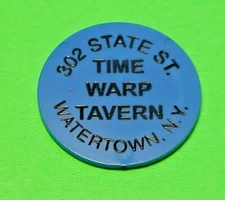 302 STATE ST.
TIME
WARP
TAVERN
WATERTOWN, N.Y.